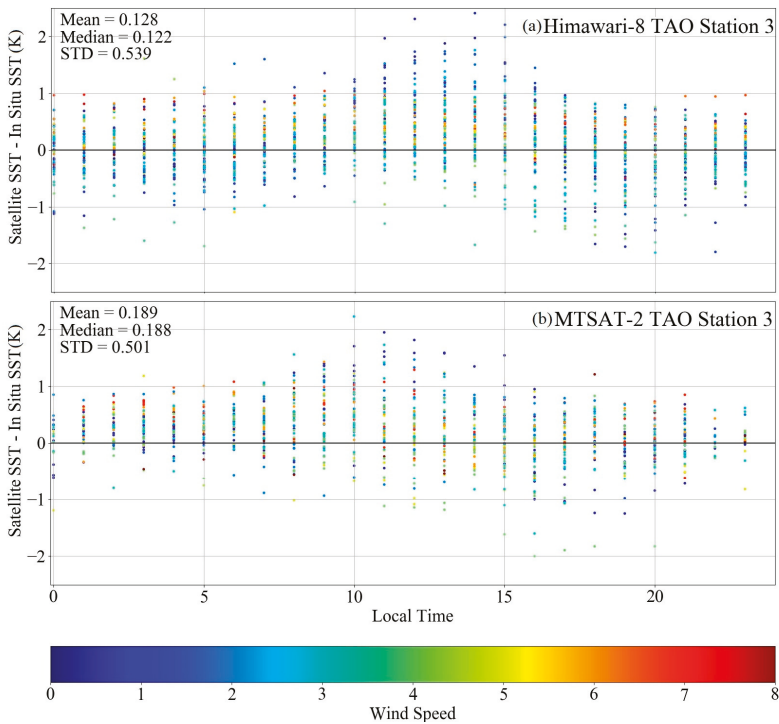 Mean = 0.128
Median = 0.122
STD = 0.539
(a)Himawari-8 TAO Station 3
Satellite SST - In Situ SST (K)
2
1
0
−1
−2
Mean = 0.189
Median = 0.188
STD = 0.501
(b)MTSAT-2 TAO Station 3
Satellite SST - In Situ SST(K)
2
1
0
−1
−2
0 5 10 15 20
Local Time
0 1 2 3 4 5 6 7 8
Wind Speed